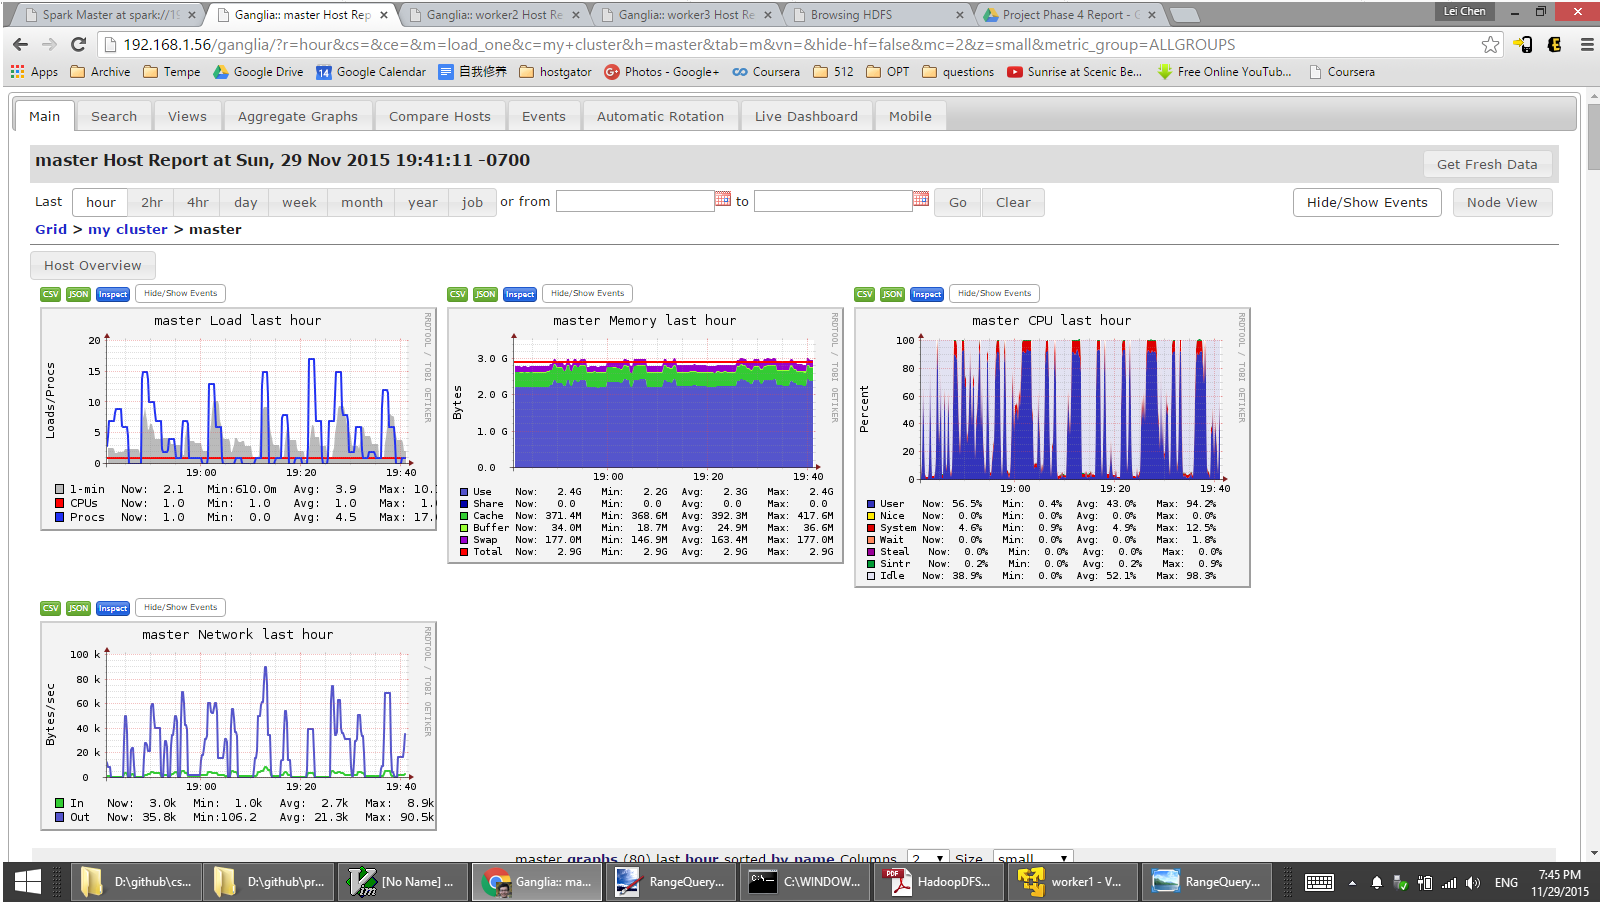 Lei Chen
Spark Master at spark://19
Ganglia:: master Host Rep
Ganglia:: worker2 Host Re
Ganglia:: worker3 Host Re
Browsing HDFS
Project Phase 4 Report - G
192.168.1.56/ganglia/?r=hour&cs=&ce=&m=load_one&c=my+cluster&h=master&tab=m&vn=&hide-hf=false&mc=2&z=small&metric_group=ALLGROUPS
Apps Archive Tempe Google Drive 14 Google Calendar 自我修养 hostgator Photos - Google+ Coursera 512 OPT questions Sunrise at Scenic Be... Free Online YouTub... Coursera
Main Search Views Aggregate Graphs Compare Hosts Events Automatic Rotation Live Dashboard Mobile
master Host Report at Sun, 29 Nov 2015 19:41:11 -0700
Get Fresh Data
Last hour 2hr 4hr day week month year job or from to Go Clear
Hide/Show Events Node View
Grid > my cluster > master
Host Overview
CSV JSON Inspect Hide/Show Events
master Load last hour
RRDTOOL / TOBI OETIKER
Loads/Procs
20
15
10
5
0
19:00 19:20 19:40
1-min Now: 2.1 Min:610.0m Avg: 3.9 Max: 10.
CPUs Now: 1.0 Min: 1.0 Avg: 1.0 Max: 1.
Procs Now: 1.0 Min: 0.0 Avg: 4.5 Max: 17.
CSV JSON Inspect Hide/Show Events
master Memory last hour
RRDTOOL / TOBI OETIKER
Bytes
3.0 G
2.0 G
1.0 G
0.0
19:00 19:20 19:40
Use Now: 2.4G Min: 2.2G Avg: 2.3G Max: 2.4G
Share Now: 0.0 Min: 0.0 Avg: 0.0 Max: 0.0
Cache Now: 371.4M Min: 368.6M Avg: 392.3M Max: 417.6M
Buffer Now: 34.0M Min: 18.7M Avg: 24.9M Max: 36.6M
Swap Now: 177.0M Min: 146.9M Avg: 163.4M Max: 177.0M
Total Now: 2.9G Min: 2.9G Avg: 2.9G Max: 2.9G
CSV JSON Inspect Hide/Show Events
master CPU last hour
RRDTOOL / TOBI OETIKER
Percent
100
80
60
40
20
0
19:00 19:20 19:40
User Now: 56.5% Min: 0.4% Avg: 43.0% Max: 94.2%
Nice Now: 0.0% Min: 0.0% Avg: 0.0% Max: 0.0%
System Now: 4.6% Min: 0.9% Avg: 4.9% Max: 12.5%
Wait Now: 0.0% Min: 0.0% Avg: 0.0% Max: 1.8%
Steal Now: 0.0% Min: 0.0% Avg: 0.0% Max: 0.0%
Sintr Now: 0.2% Min: 0.0% Avg: 0.2% Max: 0.9%
Idle Now: 38.9% Min: 0.0% Avg: 52.1% Max: 98.3%
CSV JSON Inspect Hide/Show Events
master Network last hour
RRDTOOL / TOBI OETIKER
Bytes/sec
100 k
80 k
60 k
40 k
20 k
0
19:00 19:20 19:40
In Now: 3.0k Min: 1.0k Avg: 2.7k Max: 8.9k
Out Now: 35.8k Min:106.2 Avg: 21.3k Max: 90.5k
master graphs (80) last hour sorted by name Columns 2 Size small
D:\github\cs...
D:\github\pr...
[No Name] ...
Ganglia:: ma...
RangeQuery...
C:\WINDOW...
PDF HadoopDFS...
worker1 - V...
RangeQuery...
ENG
7:45 PM
11/29/2015